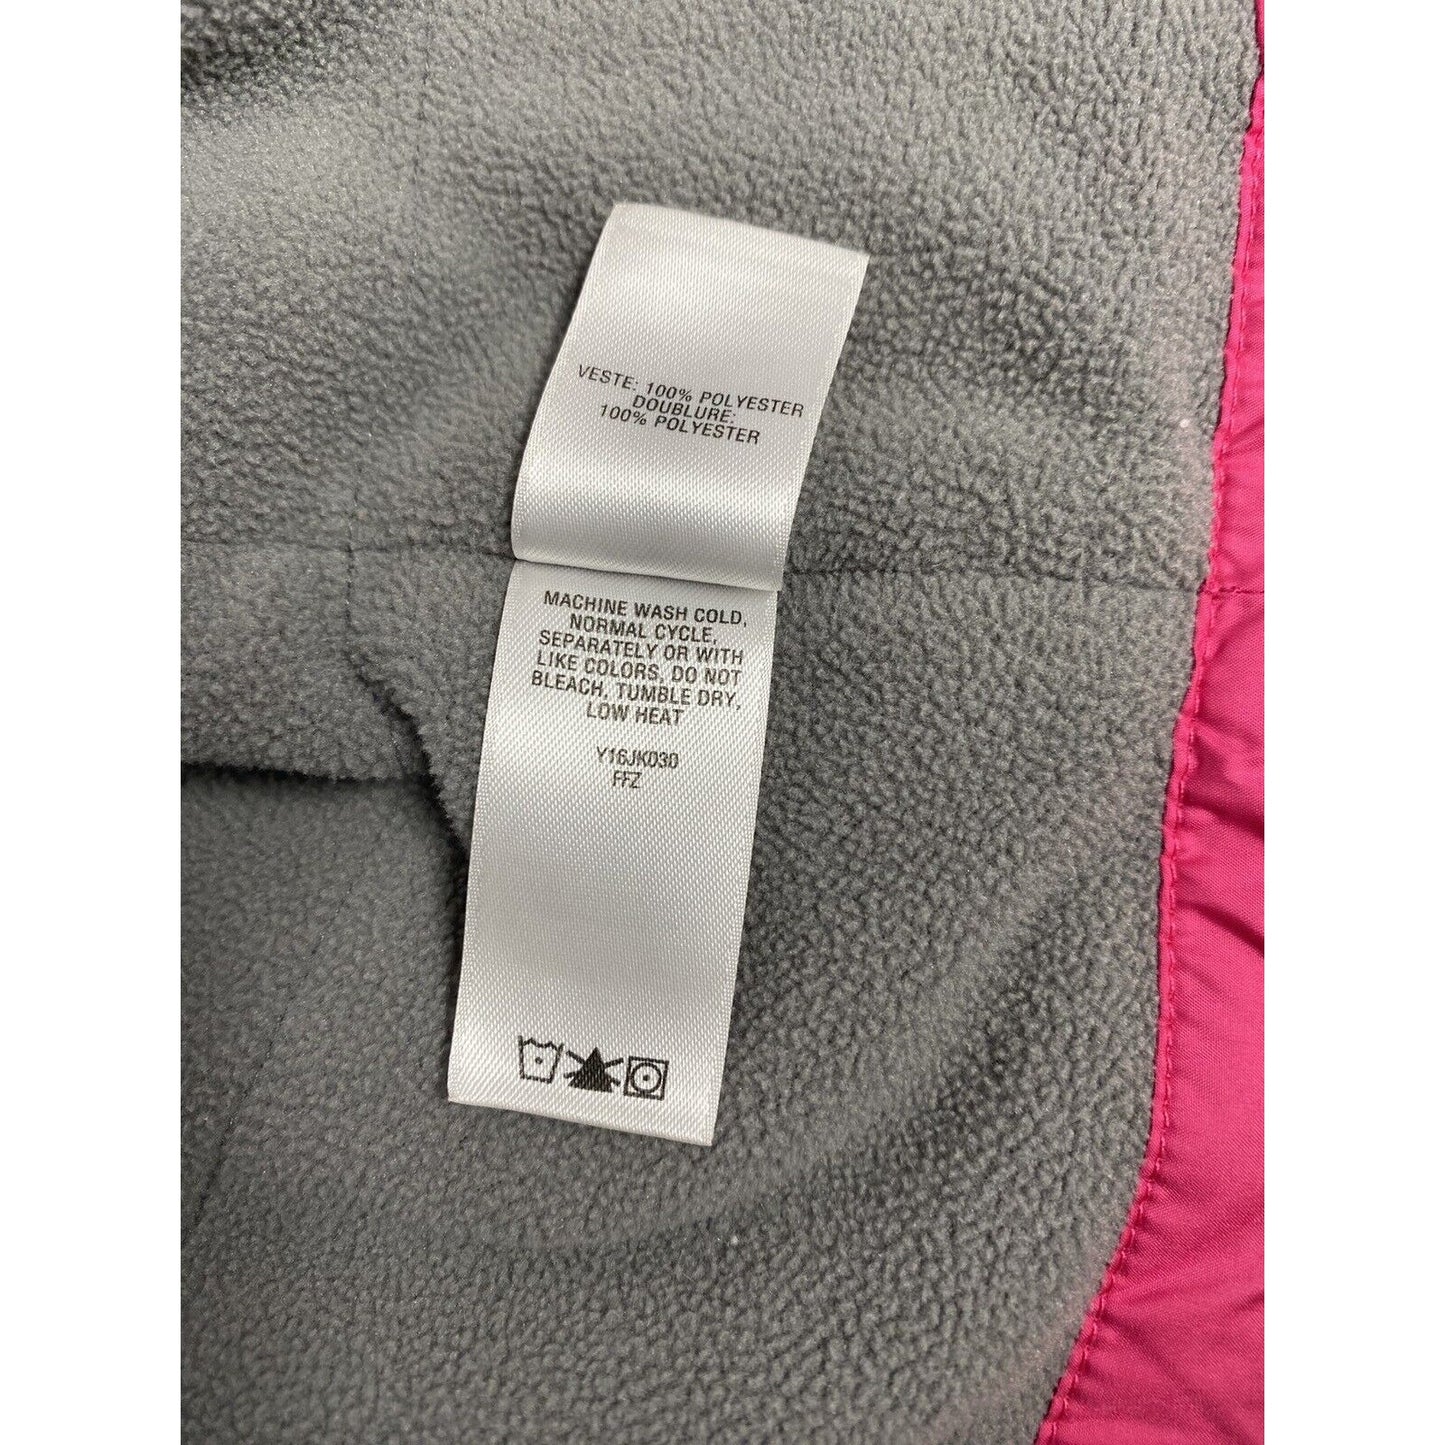 VESTE: 100% POLYESTER
DOUBLURE:
100% POLYESTER
MACHINE WASH COLD,
NORMAL CYCLE,
SEPARATELY OR WITH
LIKE COLORS, DO NOT
BLEACH, TUMBLE DRY,
LOW HEAT
Y16JK030
FFZ